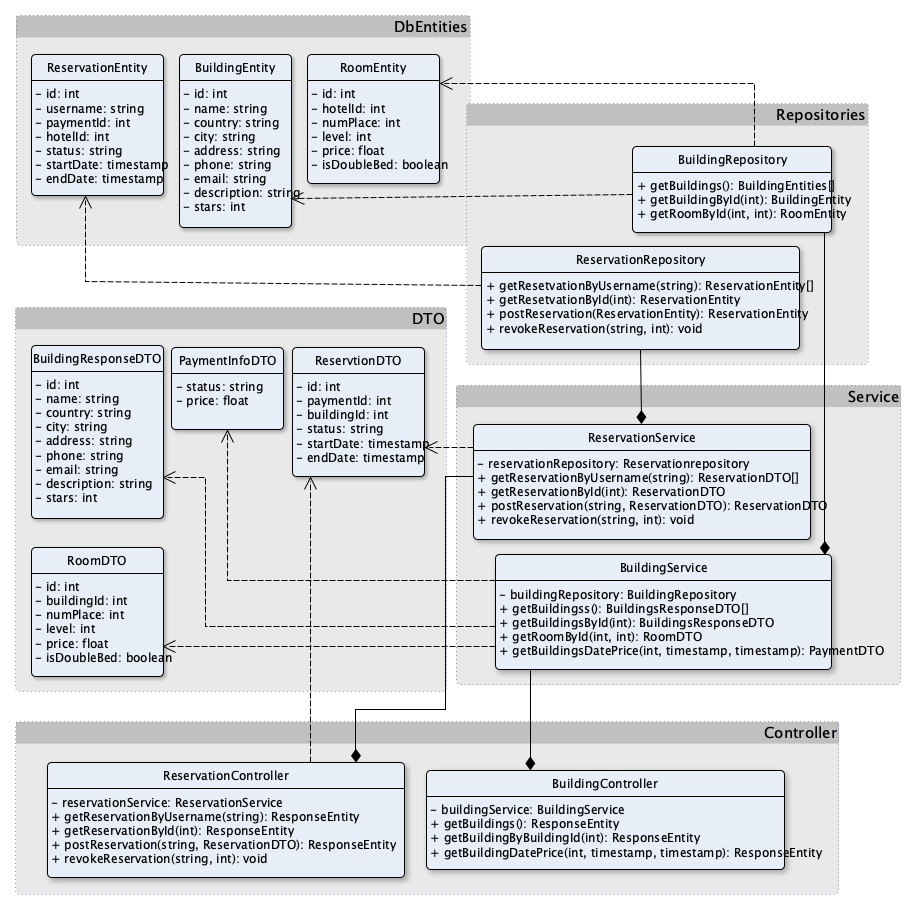 DbEntities
ReservationEntity
- id: int
- username: string
- paymentId: int
- hotelId: int
- status: string
- startDate: timestamp
- endDate: timestamp
BuildingEntity
- id: int
- name: string
- country: string
- city: string
- address: string
- phone: string
- email: string
- description: string
- stars: int
RoomEntity
- id: int
- hotelId: int
- numPlace: int
- level: int
- price: float
- isDoubleBed: boolean
Repositories
BuildingRepository
+ getBuildings(): BuildingEntities[]
+ getBuildingById(int): BuildingEntity
+ getRoomById(int, int): RoomEntity
ReservationRepository
+ getResetvationByUsername(string): ReservationEntity[]
+ getResetvationById(int): ReservationEntity
+ postReservation(ReservationEntity): ReservationEntity
+ revokeReservation(string, int): void
DTO
BuildingResponseDTO
- id: int
- name: string
- country: string
- city: string
- address: string
- phone: string
- email: string
- description: string
- stars: int
PaymentInfoDTO
- status: string
- price: float
ReservtionDTO
- id: int
- paymentId: int
- buildingId: int
- status: string
- startDate: timestamp
- endDate: timestamp
RoomDTO
- id: int
- buildingId: int
- numPlace: int
- level: int
- price: float
- isDoubleBed: boolean
Service
ReservationService
- reservationRepository: Reservationrepository
+ getReservationByUsername(string): ReservationDTO[]
+ getReservationById(int): ReservationDTO
+ postReservation(string, ReservationDTO): ReservationDTO
+ revokeReservation(string, int): void
BuildingService
- buildingRepository: BuildingRepository
+ getBuildingss(): BuildingsResponseDTO[]
+ getBuildingsById(int): BuildingsResponseDTO
+ getRoomById(int, int): RoomDTO
+ getBuildingsDatePrice(int, timestamp, timestamp): PaymentDTO
Controller
ReservationController
- reservationService: ReservationService
+ getReservationByUsername(string): ResponseEntity
+ getReservationById(int): ResponseEntity
+ postReservation(string, ReservationDTO): ResponseEntity
+ revokeReservation(string, int): void
BuildingController
- buildingService: BuildingService
+ getBuildings(): ResponseEntity
+ getBuildingByBuildingId(int): ResponseEntity
+ getBuildingDatePrice(int, timestamp, timestamp): ResponseEntity